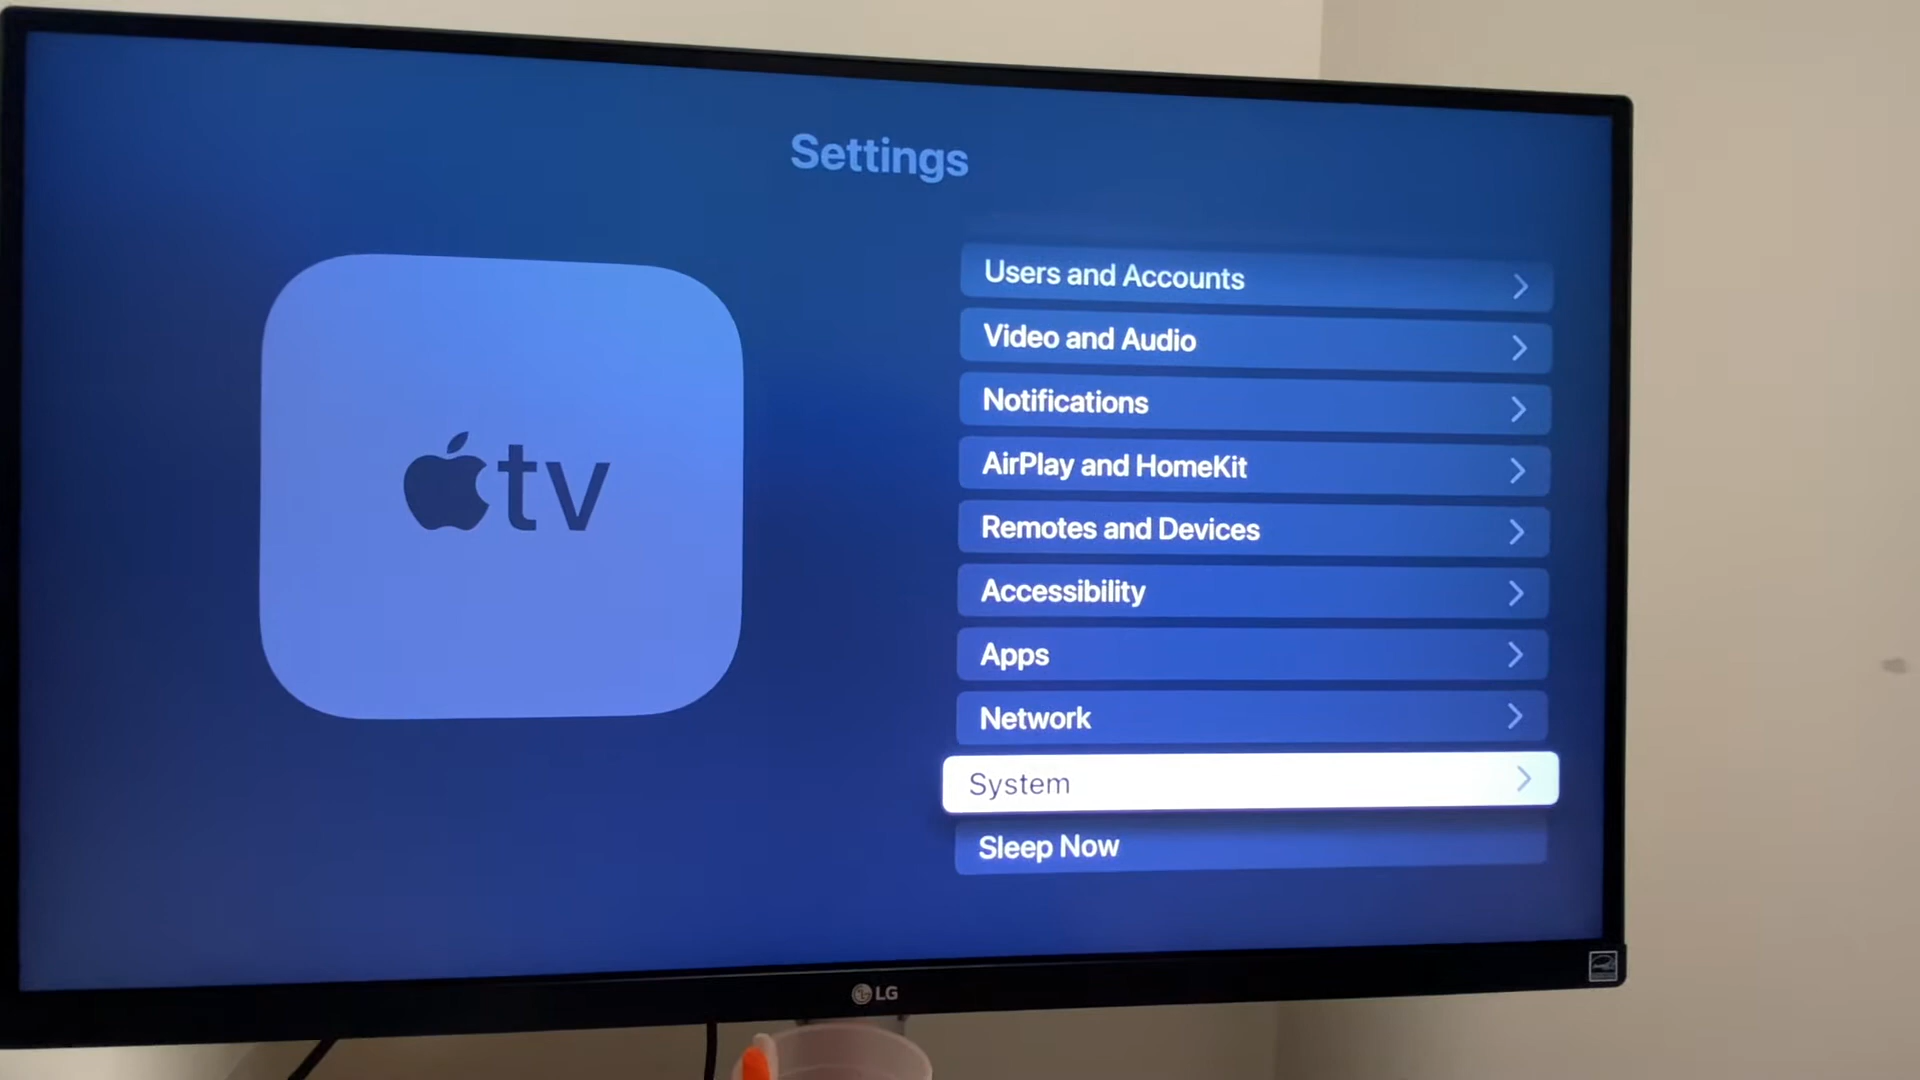 Settings
Users and Accounts
Video and Audio
Notifications
AirPlay and HomeKit
Remotes and Devices
Accessibility
Apps
Network
System
Sleep Now
tv
LG